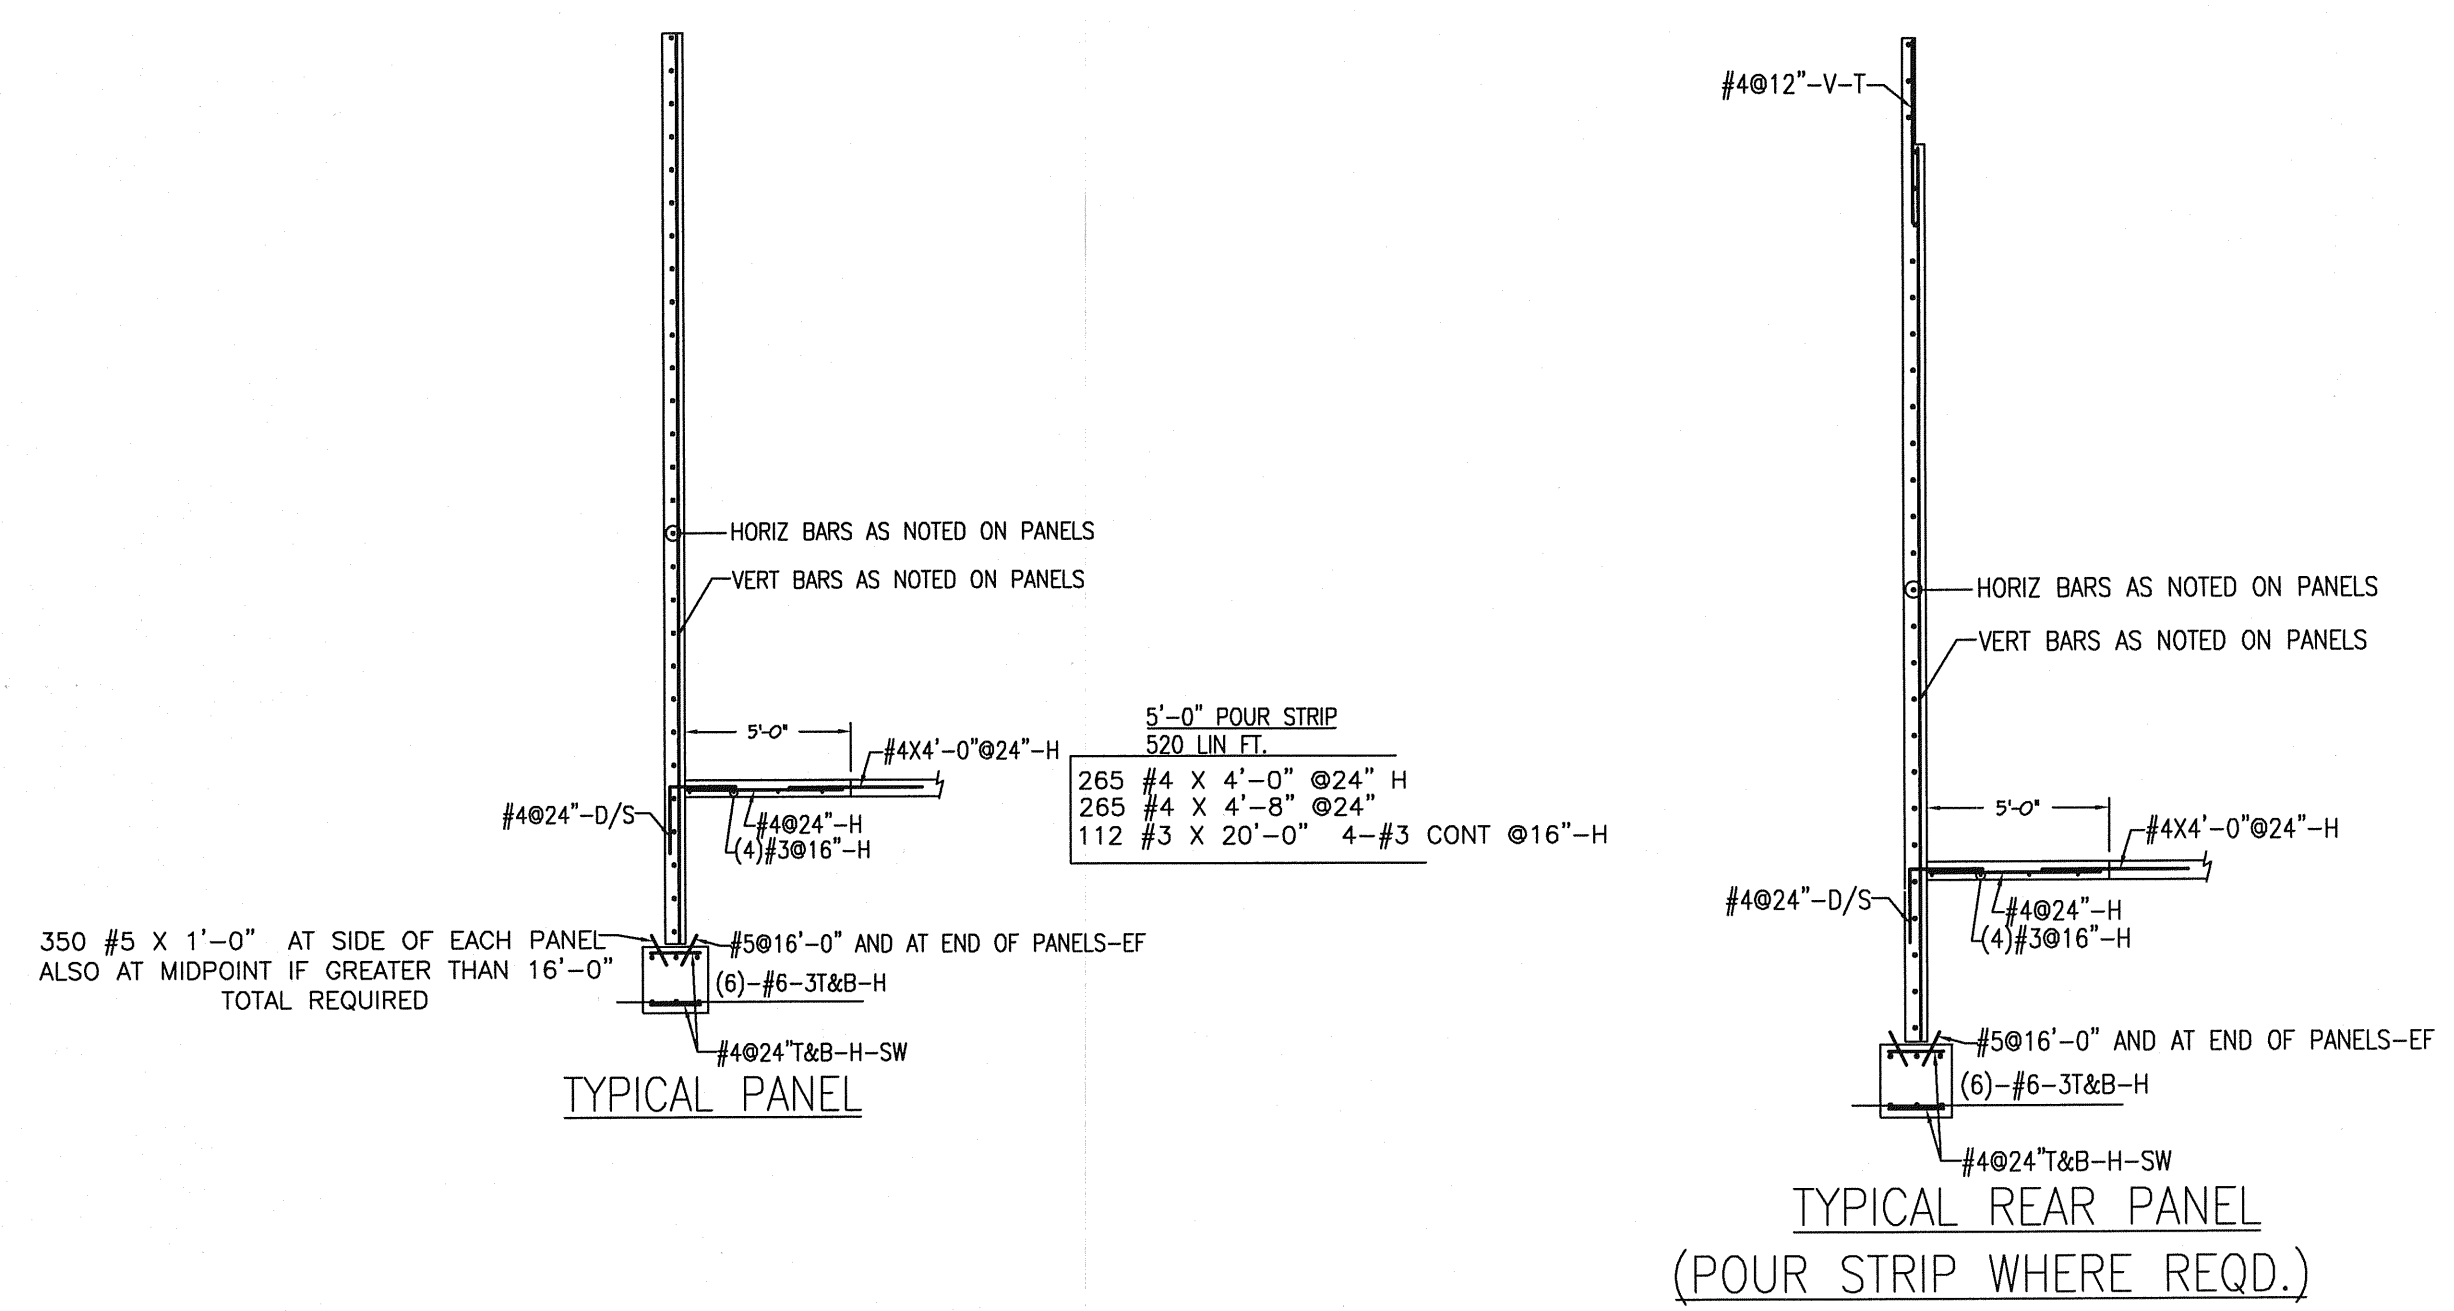 HORIZ BARS AS NOTED ON PANELS
VERT BARS AS NOTED ON PANELS
5'-0"
#4X4'-0"@24"-H
#4@24"-D/S
#4@24"-H
(4)#3@16"-H
5'-0" POUR STRIP
520 LIN FT.
265 #4 X 4'-0" @24" H
265 #4 X 4'-8" @24"
112 #3 X 20'-0" 4-#3 CONT @16"-H
350 #5 X 1'-0" AT SIDE OF EACH PANEL
ALSO AT MIDPOINT IF GREATER THAN 16'-0"
TOTAL REQUIRED
#5@16'-0" AND AT END OF PANELS-EF
(6)-#6-3T&B-H
#4@24"T&B-H-SW
TYPICAL PANEL
#4@12"-V-T
HORIZ BARS AS NOTED ON PANELS
VERT BARS AS NOTED ON PANELS
5'-0"
#4X4'-0"@24"-H
#4@24"-D/S
#4@24"-H
(4)#3@16"-H
#5@16'-0" AND AT END OF PANELS-EF
(6)-#6-3T&B-H
#4@24"T&B-H-SW
TYPICAL REAR PANEL
(POUR STRIP WHERE REQD.)